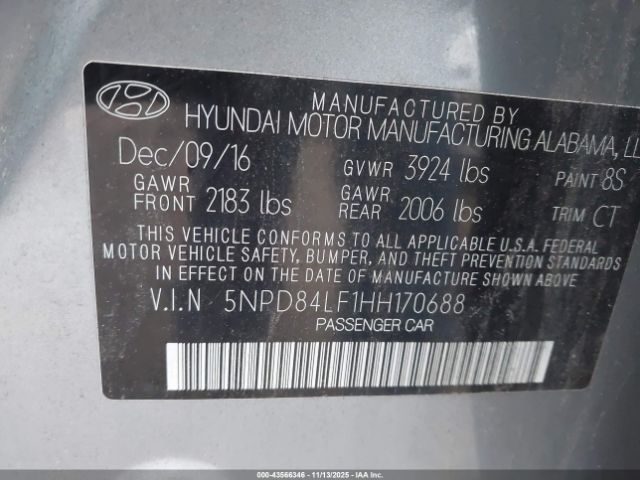 MANUFACTURED BY
HYUNDAI MOTOR MANUFACTURING ALABAMA, LL
Dec/09/16 GVWR 3924 lbs PAINT 8S
GAWR FRONT 2183 lbs GAWR REAR 2006 lbs TRIM CT
THIS VEHICLE CONFORMS TO ALL APPLICABLE U.S.A. FEDERAL
MOTOR VEHICLE SAFETY, BUMPER, AND THEFT PREVENTION STANDARDS
IN EFFECT ON THE DATE OF MANUFACTURE SHOWN ABOVE
V.I.N 5NPD84LF1HH170688
PASSENGER CAR
000-43566346 - 11/13/2025 - IAAI.COM